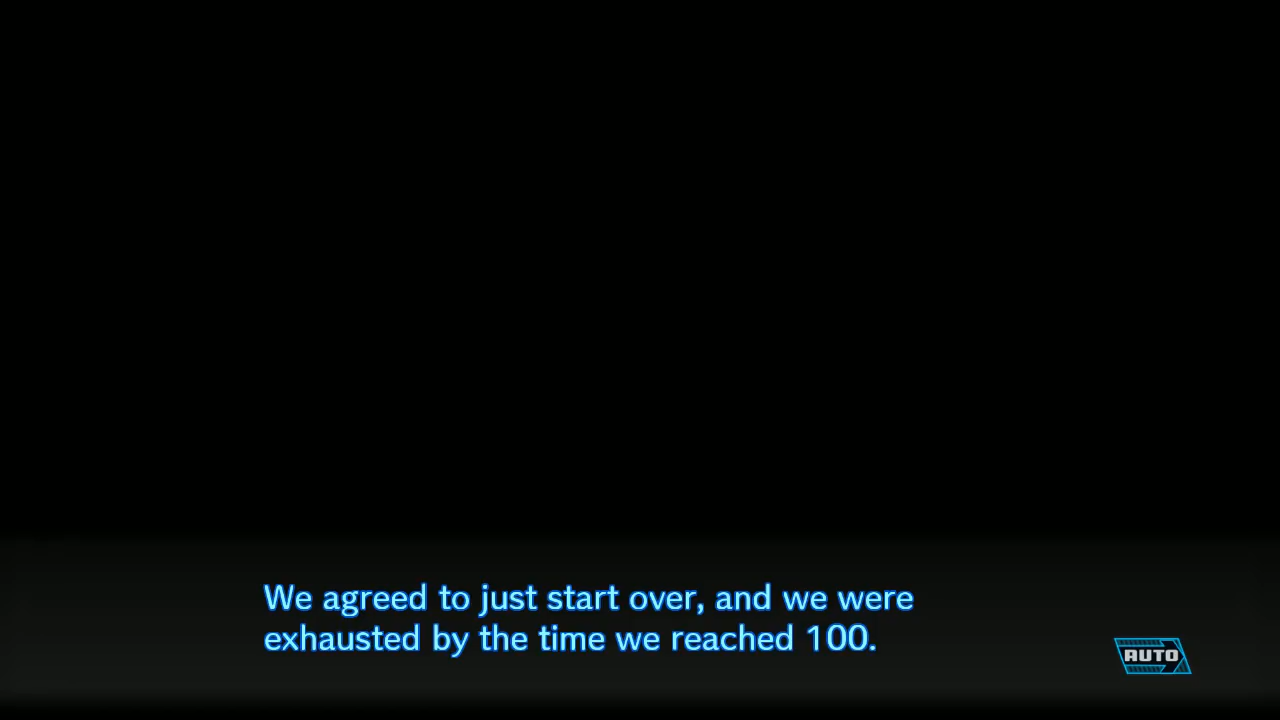 We agreed to just start over, and we were
exhausted by the time we reached 100.
AUTO